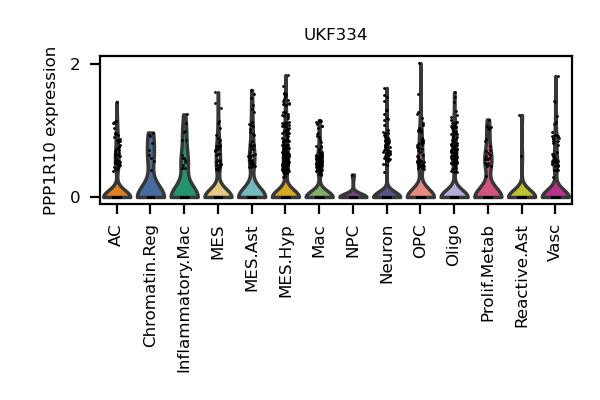 UKF334
PPP1R10 expression
2
0
AC
Chromatin.Reg
Inflammatory.Mac
MES
MES.Ast
MES.Hyp
Mac
NPC
Neuron
OPC
Oligo
Prolif.Metab
Reactive.Ast
Vasc